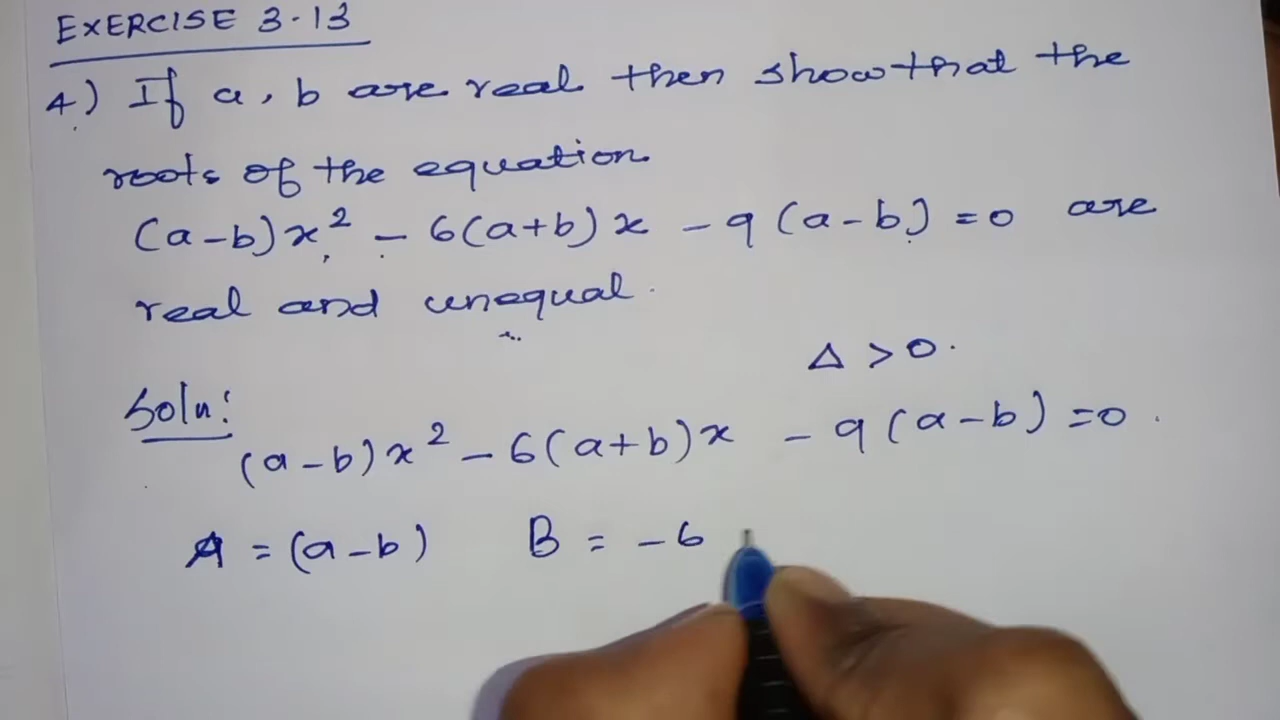 EXERCISE 3.13
4) If a, b are real then show that the
roots of the equation
(a-b)x² - 6(a+b)x - 9(a-b) = 0 are
real and unequal.
Δ > 0.
Soln:
(a-b)x² - 6(a+b)x - 9(a-b) = 0.
A = (a-b) B = -6